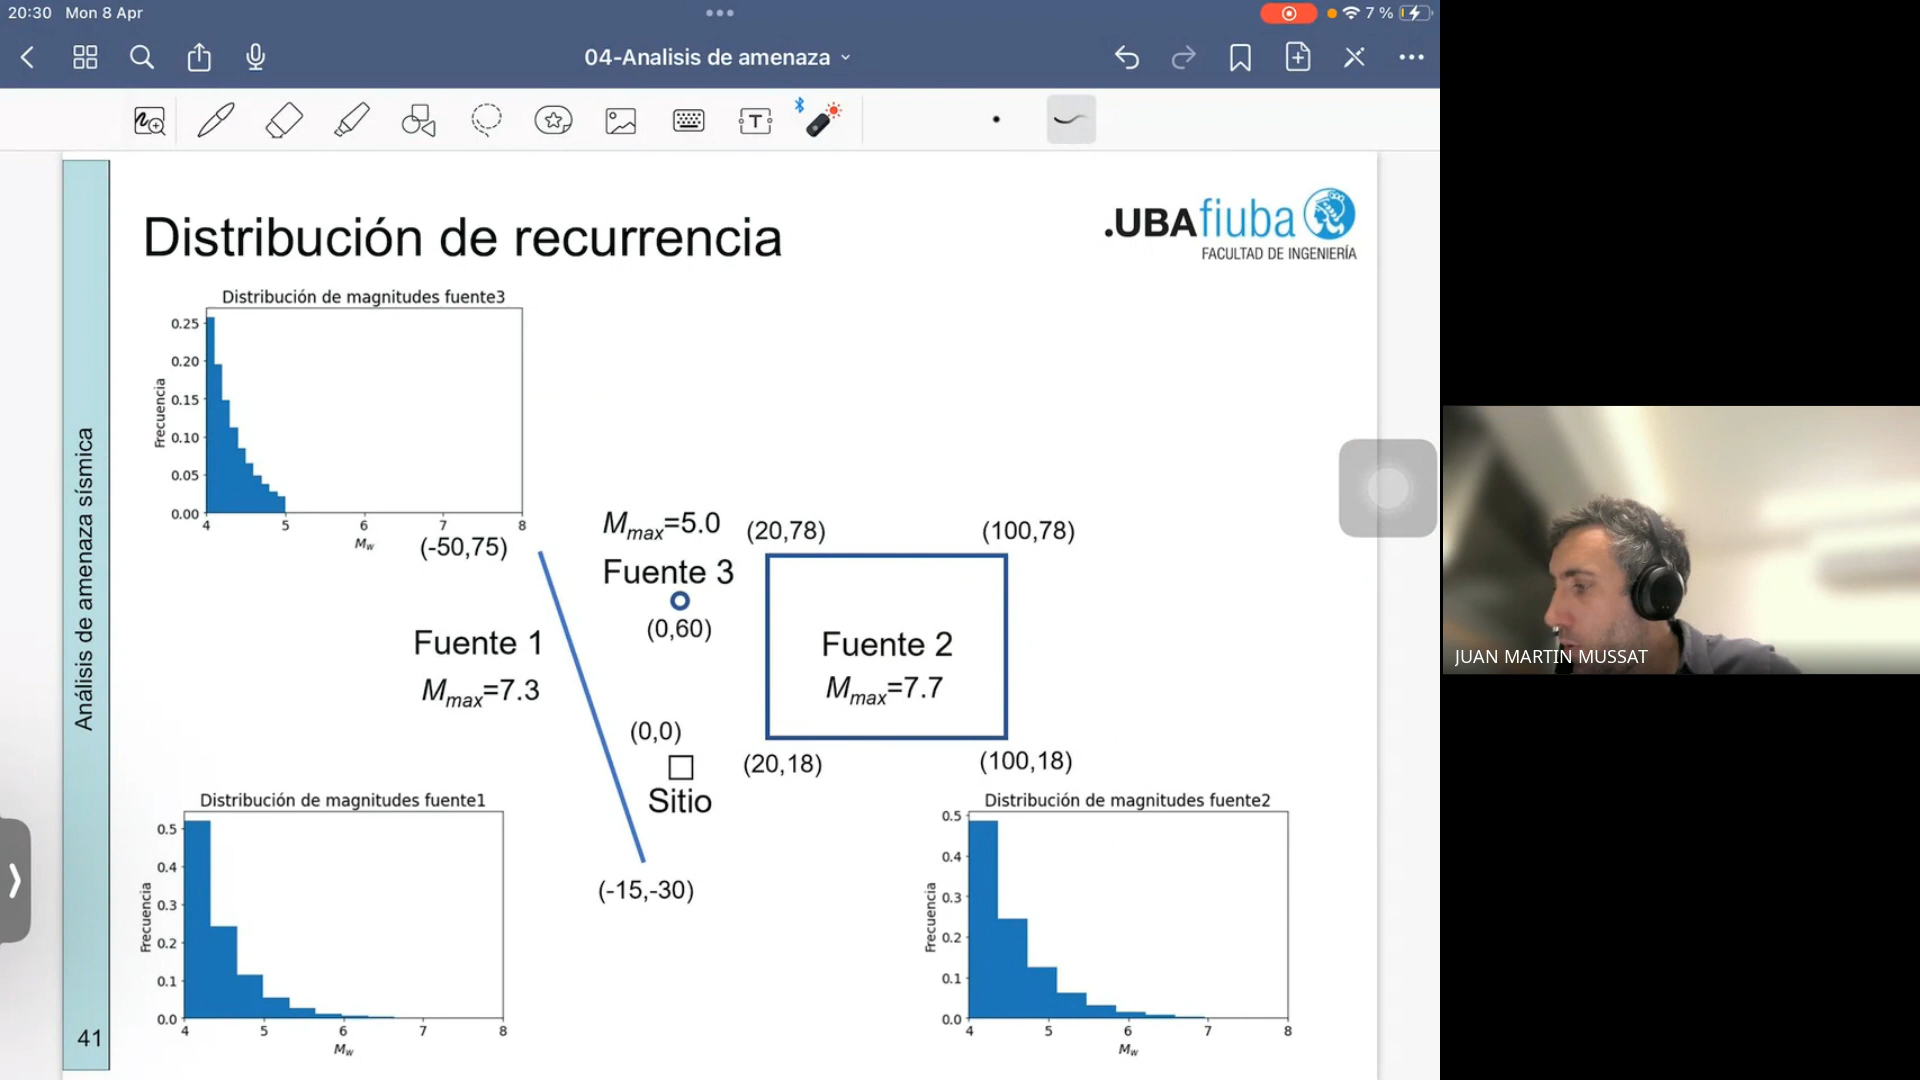 20:30 Mon 8 Apr
7 %
04-Analisis de amenaza
T
Distribución de recurrencia
.UBAfiuba
FACULTAD DE INGENIERÍA
Análisis de amenaza sísmica
41
Distribución de magnitudes fuente3
Frecuencia
0.25
0.20
0.15
0.10
0.05
0.00
4 5 6 7 8
Mw
(-50,75)
Mmax=5.0
Fuente 3
(0,60)
(20,78)
(100,78)
Fuente 1
Mmax=7.3
Fuente 2
Mmax=7.7
(0,0)
Sitio
(20,18)
(100,18)
(-15,-30)
Distribución de magnitudes fuente1
Frecuencia
0.5
0.4
0.3
0.2
0.1
0.0
4 5 6 7 8
Mw
Distribución de magnitudes fuente2
Frecuencia
0.5
0.4
0.3
0.2
0.1
0.0
4 5 6 7 8
Mw
JUAN MARTIN MUSSAT